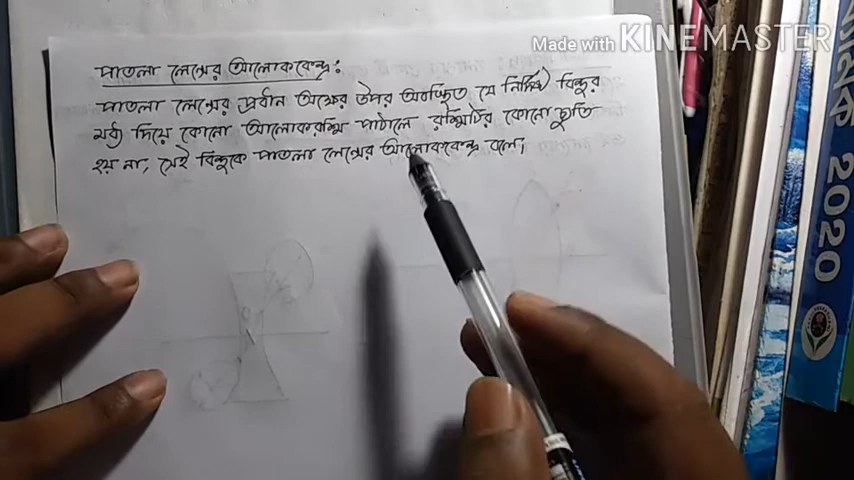 Made with KINEMASTER
পাতলা লেন্সের আলোককেন্দ্র:
পাতলা লেন্সের প্রধান অক্ষের উপর অবস্থিত যে নির্দিষ্ট বিন্দুর
মধ্য দিয়ে কোনো আলোকরশ্মি পাঠালে রশ্মিটির কোনো চ্যুতি
হয় না, সেই বিন্দুকে পাতলা লেন্সের আলোককেন্দ্র বলে।
2020